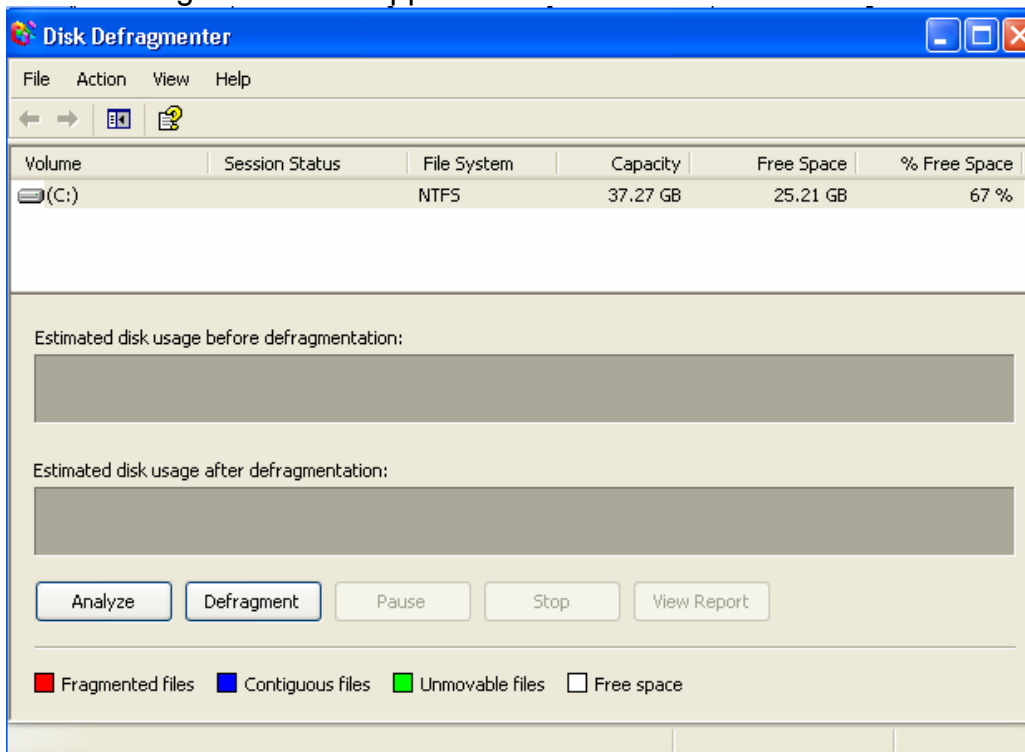 Disk Defragmenter
File Action View Help
Volume Session Status File System Capacity Free Space % Free Space
(C:) NTFS 37.27 GB 25.21 GB 67 %
Estimated disk usage before defragmentation:
Estimated disk usage after defragmentation:
Analyze Defragment Pause Stop View Report
Fragmented files Contiguous files Unmovable files Free space